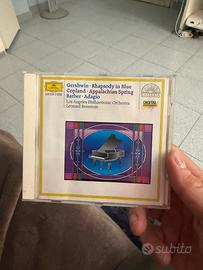 Gershwin · Rhapsody in Blue
Copland · Appalachian Spring
Barber · Adagio
Los Angeles Philharmonic Orchestra
Leonard Bernstein
DIGITAL
subito